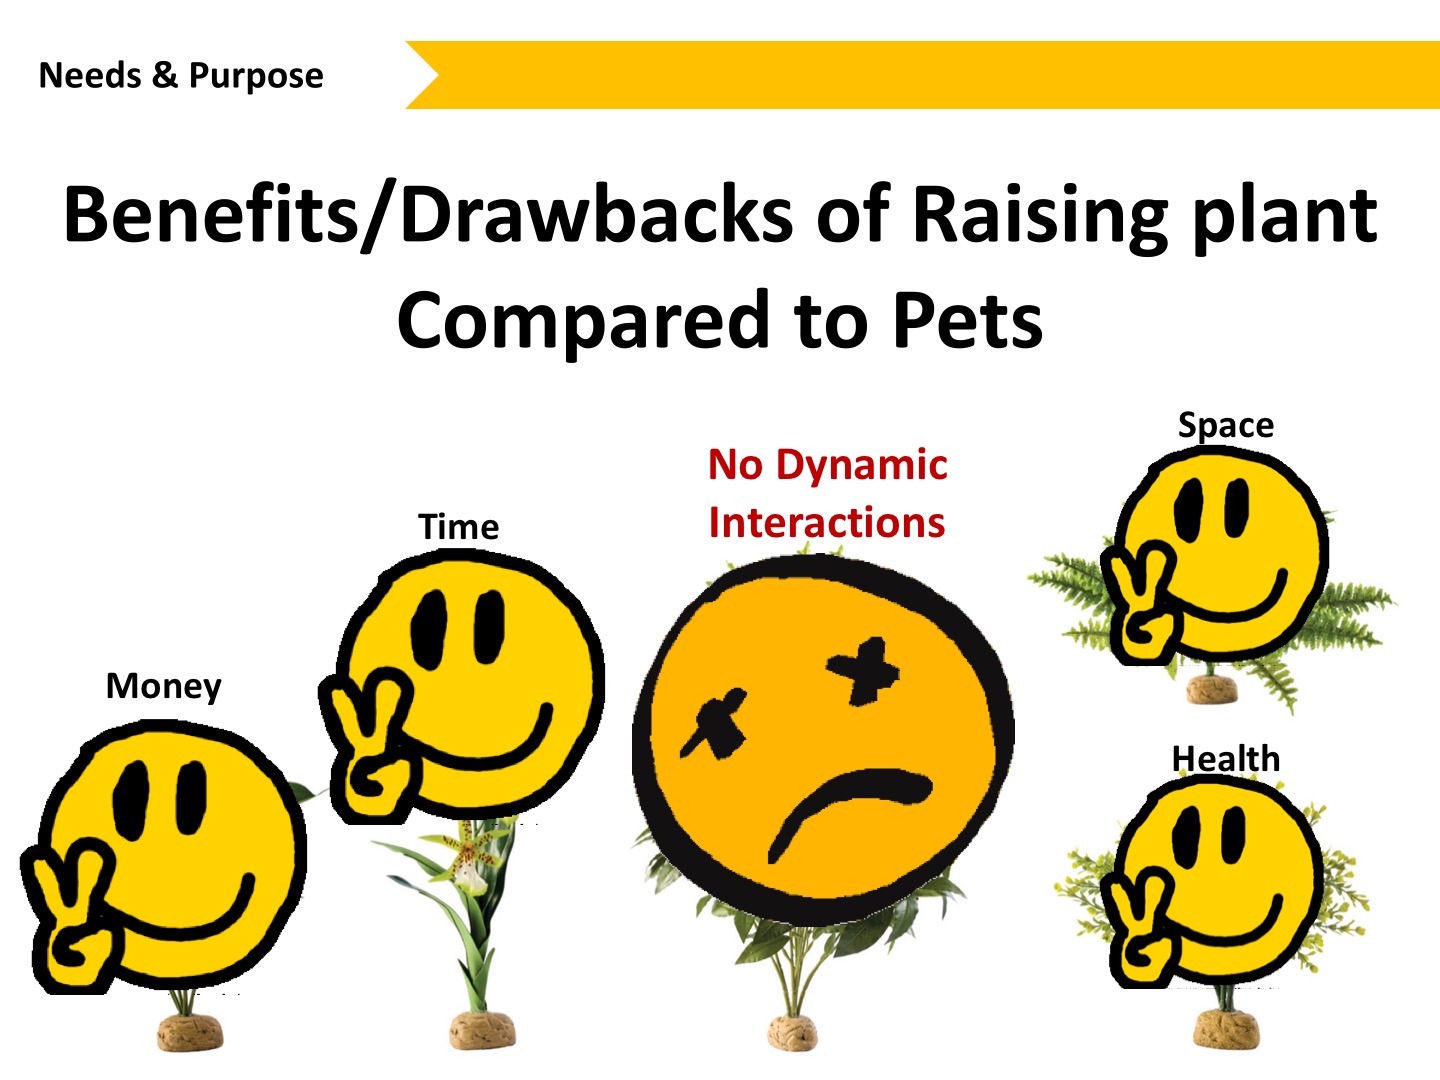 Needs & Purpose
Benefits/Drawbacks of Raising plant
Compared to Pets
Money
Time
No Dynamic
Interactions
Space
Health